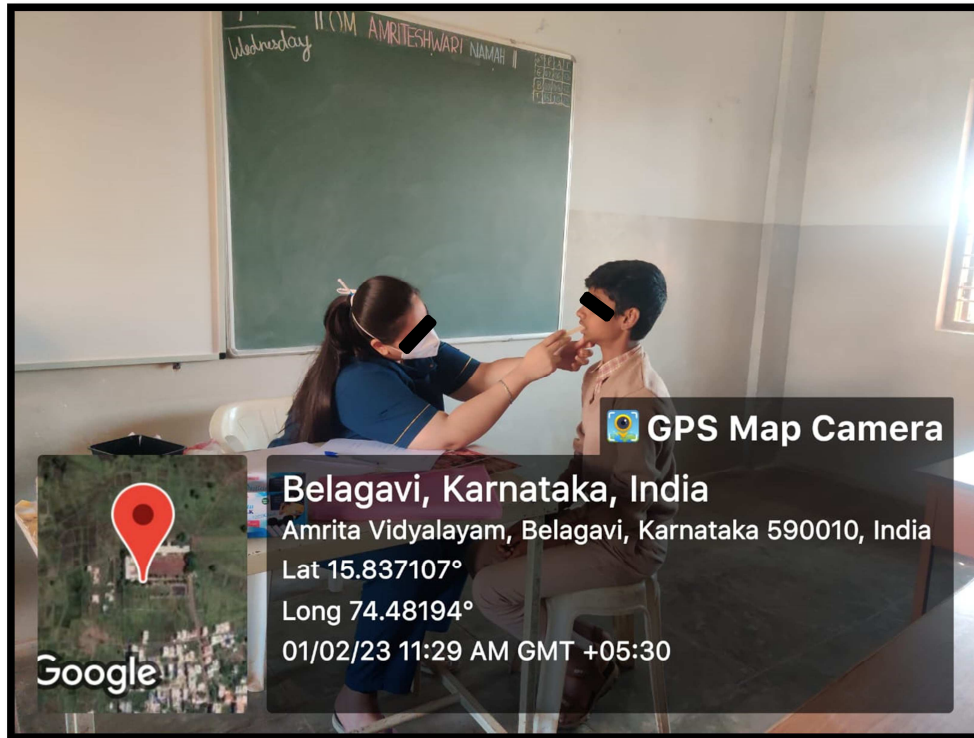 Wednesday
|| OM AMRITESHWARI NAMAH ||
GPS Map Camera
Belagavi, Karnataka, India
Amrita Vidyalayam, Belagavi, Karnataka 590010, India
Lat 15.837107°
Long 74.48194°
01/02/23 11:29 AM GMT +05:30
Google